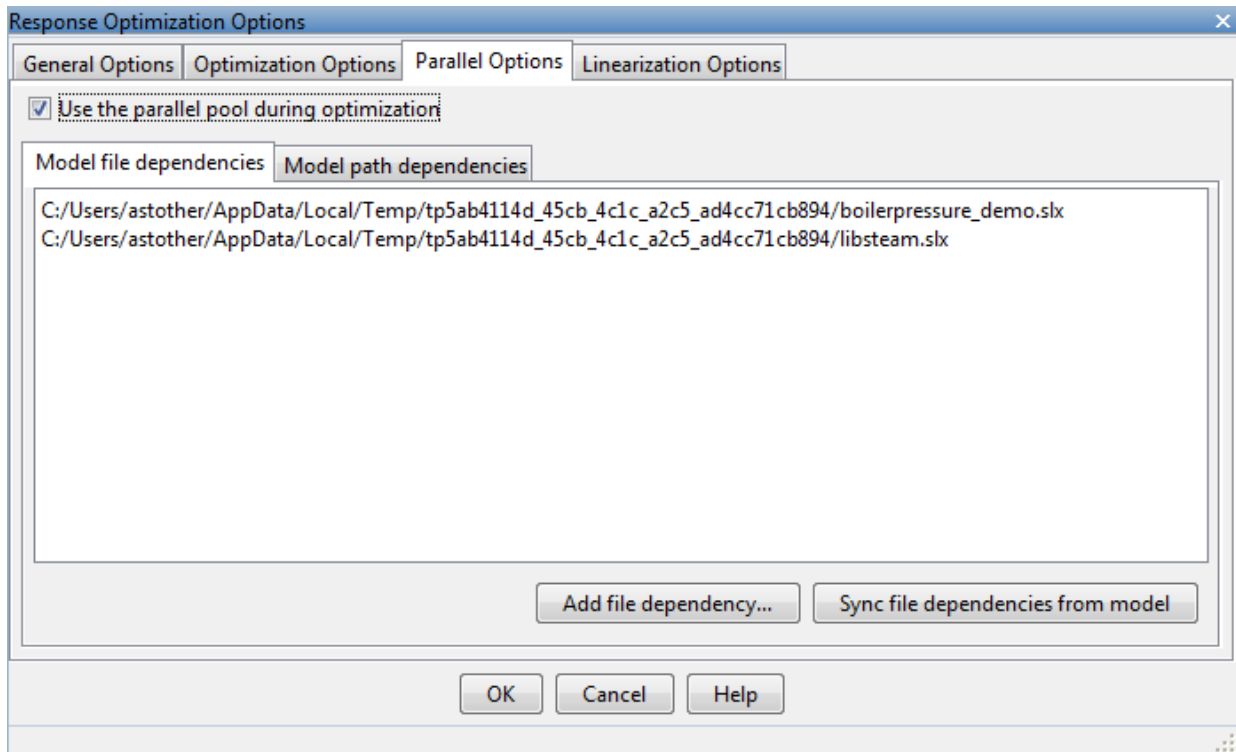 Response Optimization Options
General Options Optimization Options Parallel Options Linearization Options
Use the parallel pool during optimization
Model file dependencies Model path dependencies
C:/Users/astother/AppData/Local/Temp/tp5ab4114d_45cb_4c1c_a2c5_ad4cc71cb894/boilerpressure_demo.slx
C:/Users/astother/AppData/Local/Temp/tp5ab4114d_45cb_4c1c_a2c5_ad4cc71cb894/libsteam.slx
Add file dependency... Sync file dependencies from model
OK Cancel Help